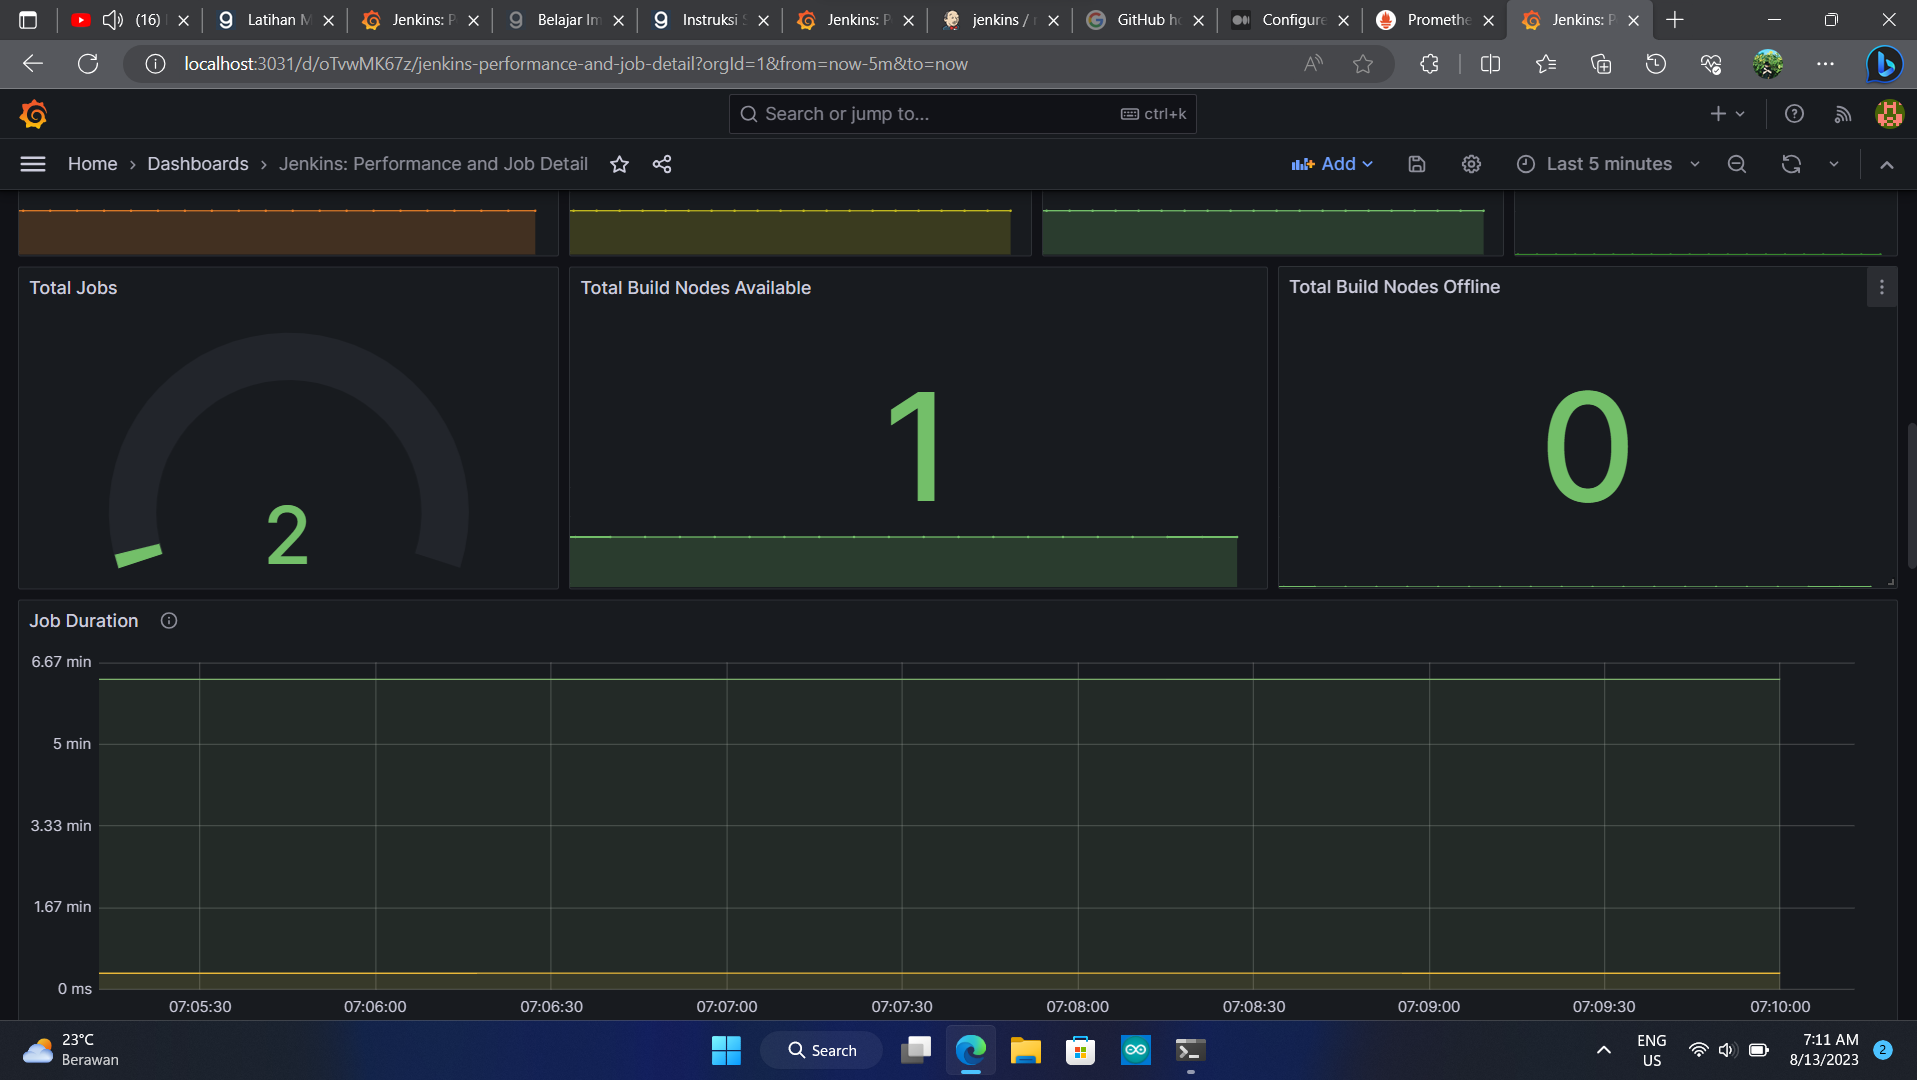 (16)
Latihan M
Jenkins: P
Belajar Im
Instruksi S
Jenkins: P
jenkins /
GitHub ho
Configure
Promethe
Jenkins: P
localhost:3031/d/oTvwMK67z/jenkins-performance-and-job-detail?orgId=1&from=now-5m&to=now
Search or jump to...
ctrl+k
Home › Dashboards › Jenkins: Performance and Job Detail
Add
Last 5 minutes
Total Jobs
Total Build Nodes Available
Total Build Nodes Offline
2
1
0
Job Duration
6.67 min
5 min
3.33 min
1.67 min
0 ms
07:05:30
07:06:00
07:06:30
07:07:00
07:07:30
07:08:00
07:08:30
07:09:00
07:09:30
07:10:00
23°C
Berawan
Search
ENG
US
7:11 AM
8/13/2023
2